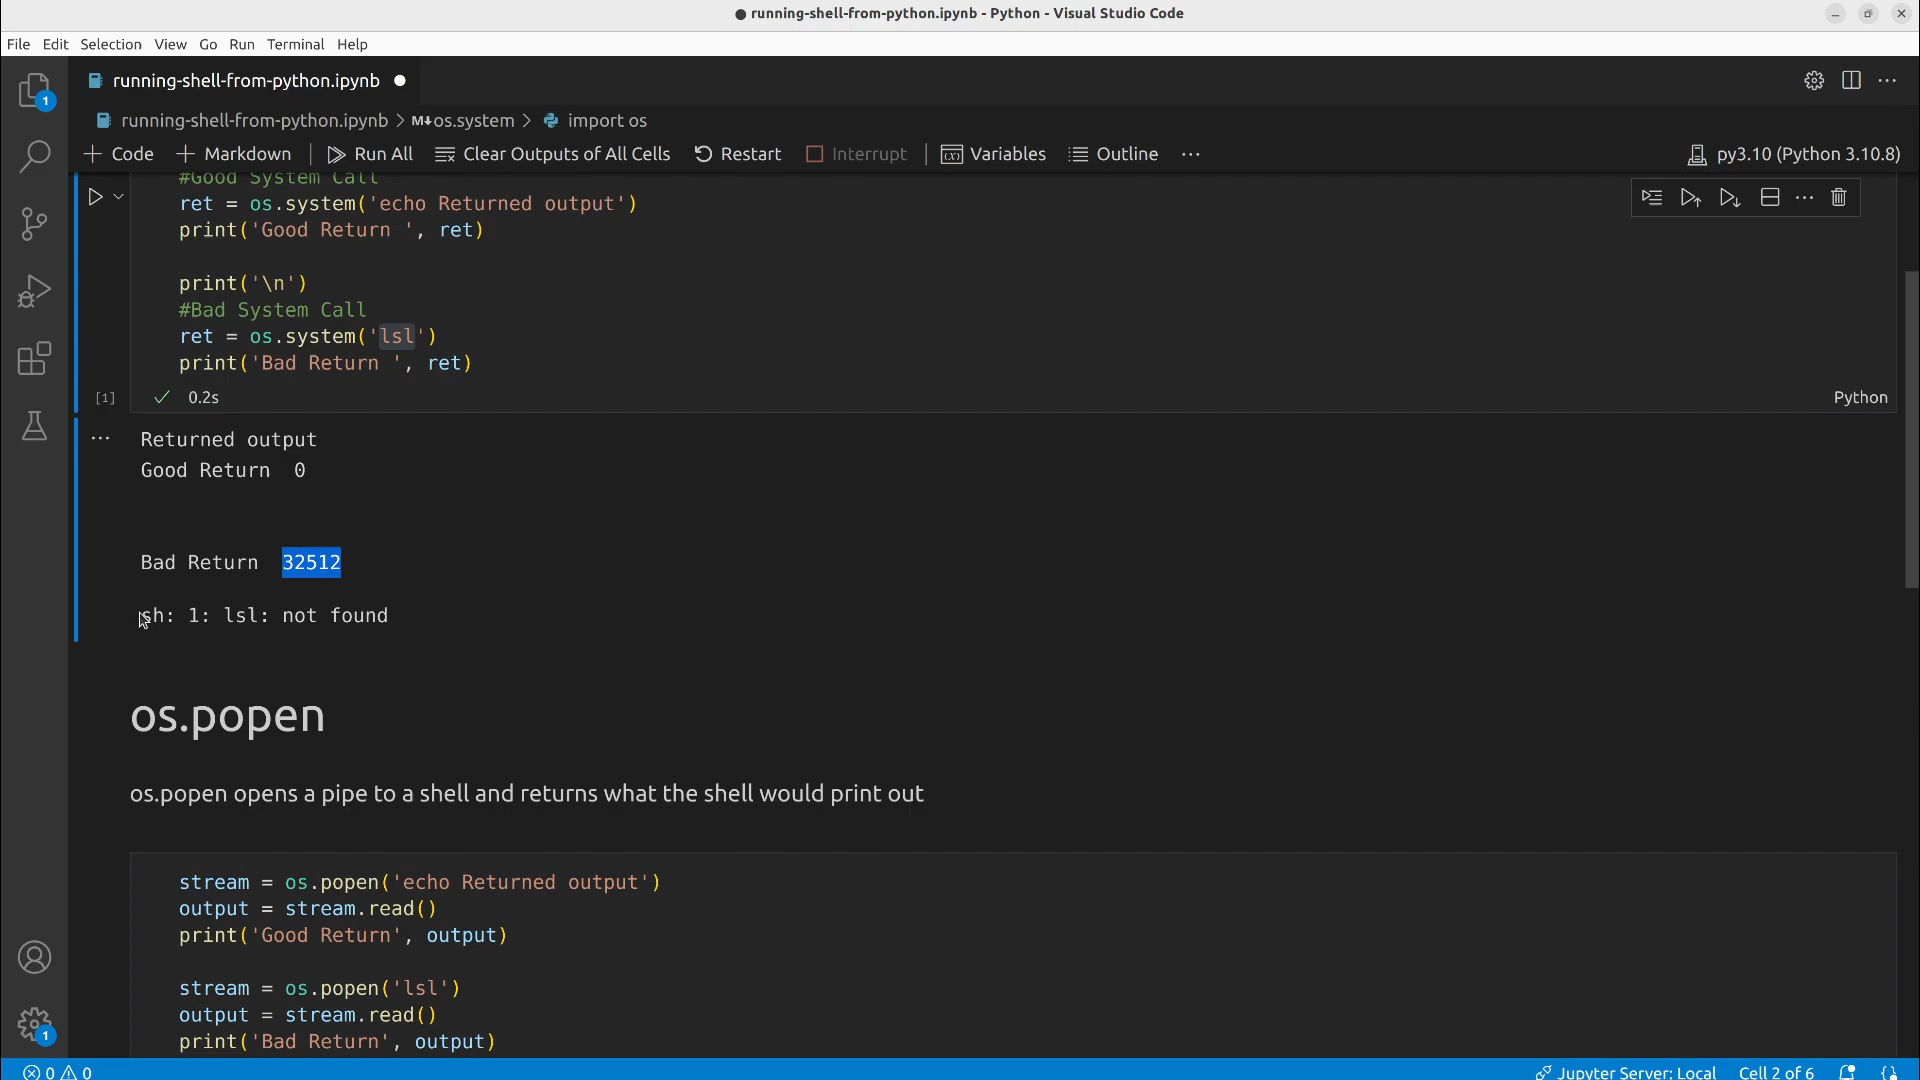 running-shell-from-python.ipynb - Python - Visual Studio Code
File Edit Selection View Go Run Terminal Help
running-shell-from-python.ipynb
running-shell-from-python.ipynb > M↓os.system > import os
+ Code + Markdown | Run All Clear Outputs of All Cells Restart Interrupt | Variables Outline ... py3.10 (Python 3.10.8)
#Good System Call
ret = os.system('echo Returned output')
print('Good Return ', ret)
print('\n')
#Bad System Call
ret = os.system('lsl')
print('Bad Return ', ret)
[1] ✓ 0.2s Python
... Returned output
Good Return  0
Bad Return  32512
sh: 1: lsl: not found
os.popen
os.popen opens a pipe to a shell and returns what the shell would print out
stream = os.popen('echo Returned output')
output = stream.read()
print('Good Return', output)
stream = os.popen('lsl')
output = stream.read()
print('Bad Return', output)
1
1
0 0 Jupyter Server: Local Cell 2 of 6